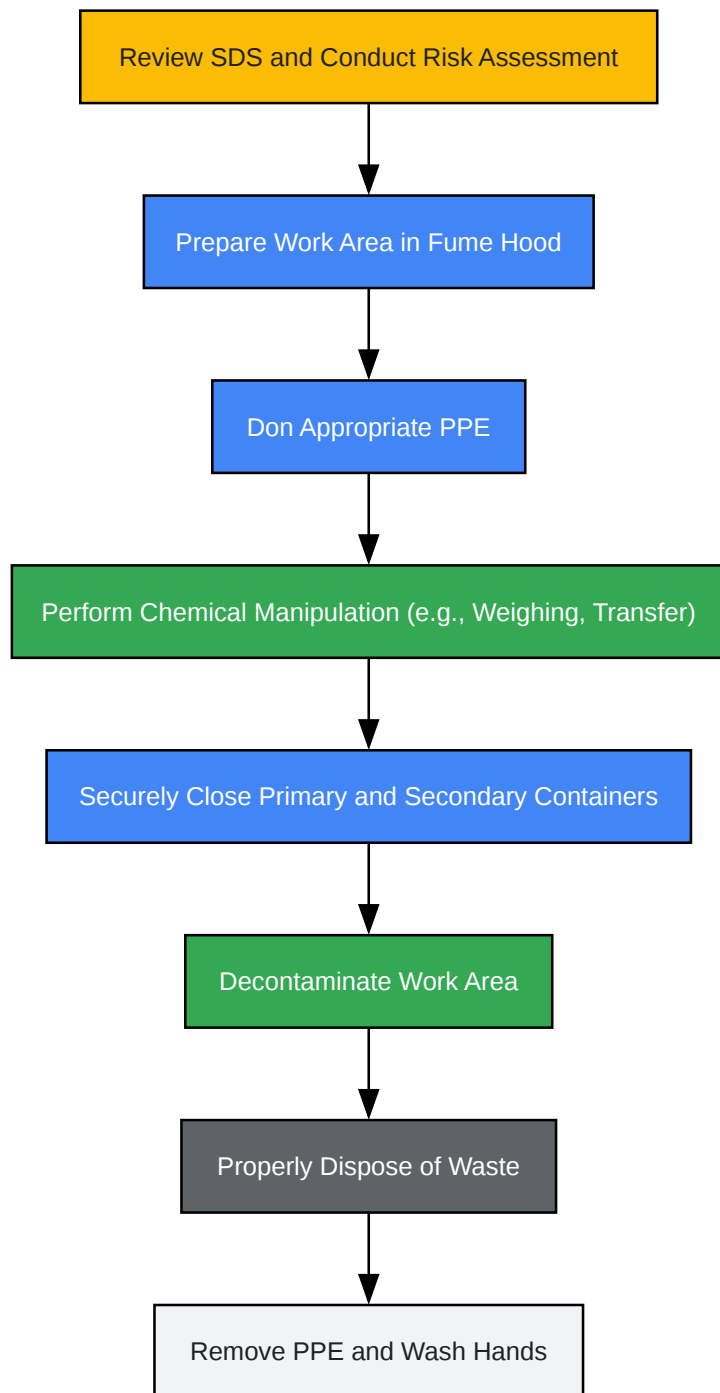 Review SDS and Conduct Risk Assessment
Prepare Work Area in Fume Hood
Don Appropriate PPE
Perform Chemical Manipulation (e.g., Weighing, Transfer)
Securely Close Primary and Secondary Containers
Decontaminate Work Area
Properly Dispose of Waste
Remove PPE and Wash Hands